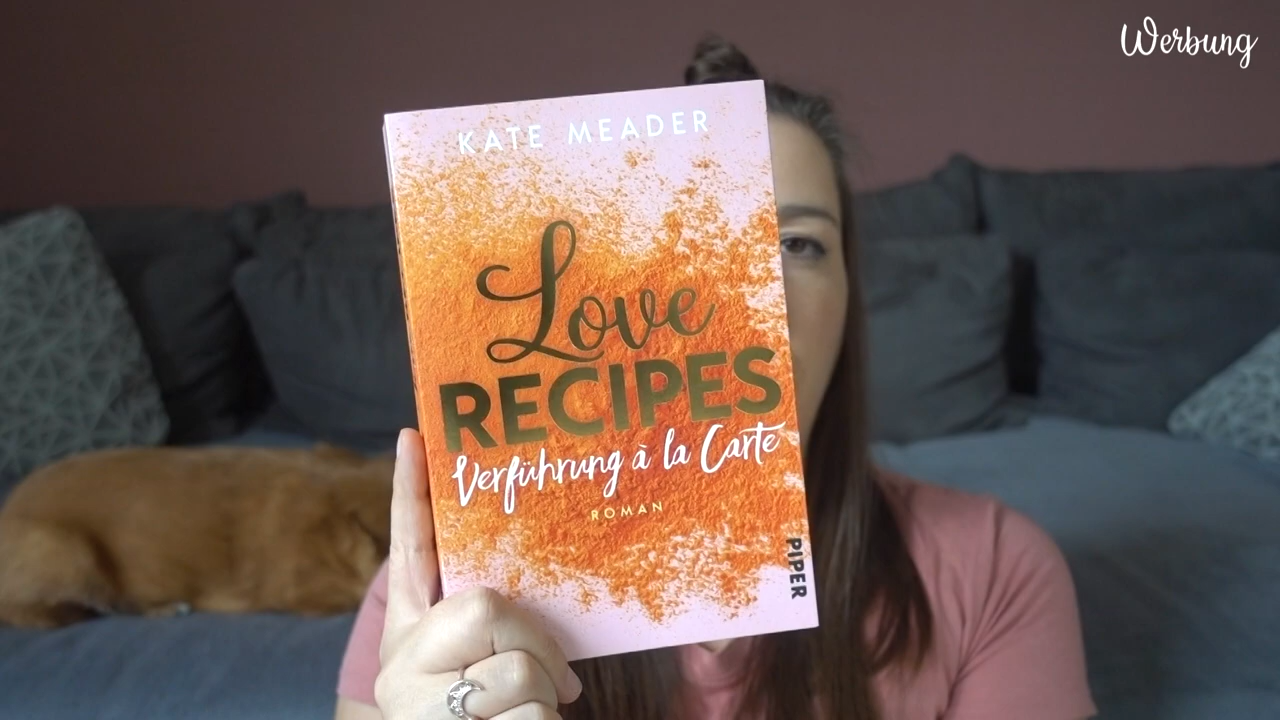 Werbung
KATE MEADER
Love
RECIPES
Verführung à la Carte
ROMAN
PIPER